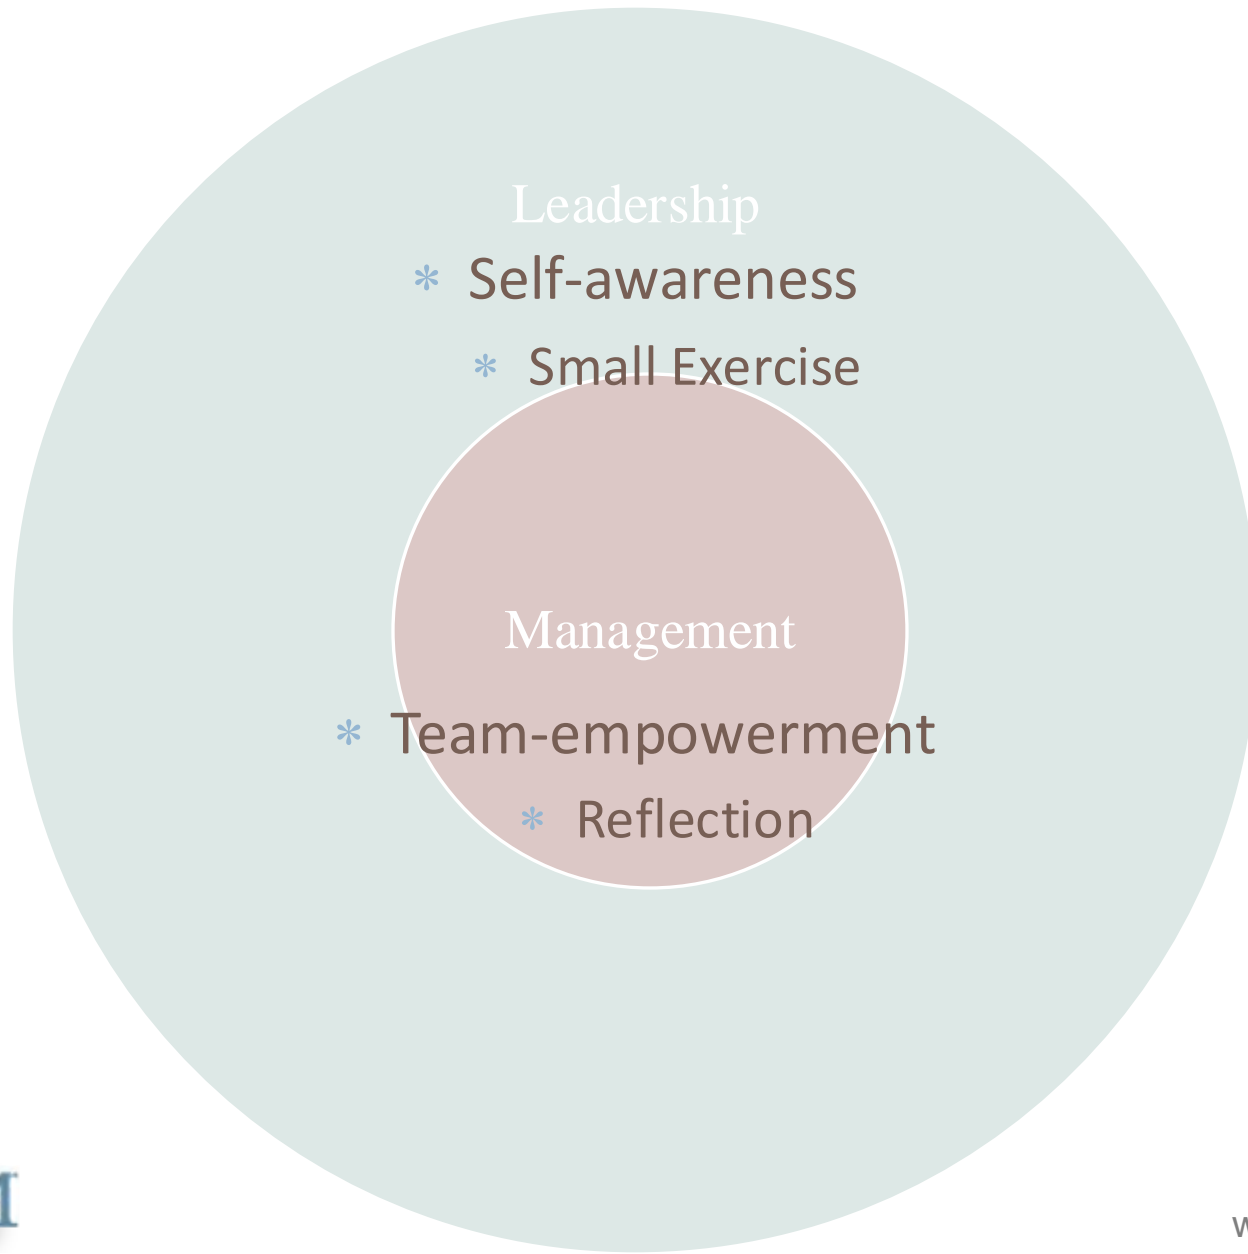 Leadership
* Self-awareness
* Small Exercise
Management
* Team-empowerment
* Reflection